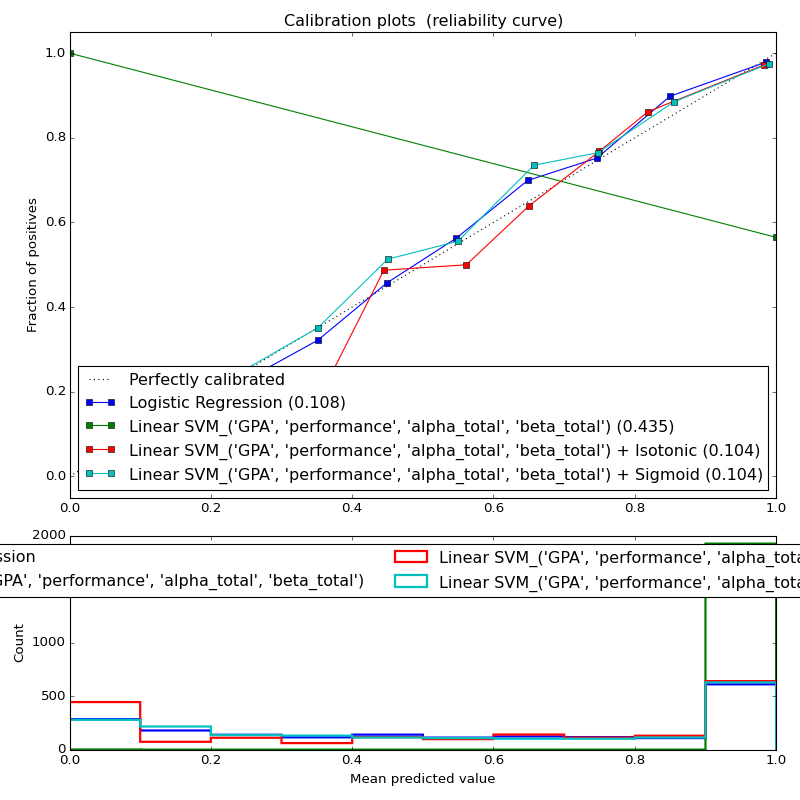 Calibration plots (reliability curve)
1.0
0.8
0.6
0.4
0.2
0.0
Fraction of positives
Perfectly calibrated
Logistic Regression (0.108)
Linear SVM_('GPA', 'performance', 'alpha_total', 'beta_total') (0.435)
Linear SVM_('GPA', 'performance', 'alpha_total', 'beta_total') + Isotonic (0.104)
Linear SVM_('GPA', 'performance', 'alpha_total', 'beta_total') + Sigmoid (0.104)
0.0 0.2 0.4 0.6 0.8 1.0
2000
ssion
GPA', 'performance', 'alpha_total', 'beta_total')
Linear SVM_('GPA', 'performance', 'alpha_tota
Linear SVM_('GPA', 'performance', 'alpha_tota
1000
500
0
Count
0.0 0.2 0.4 0.6 0.8 1.0
Mean predicted value